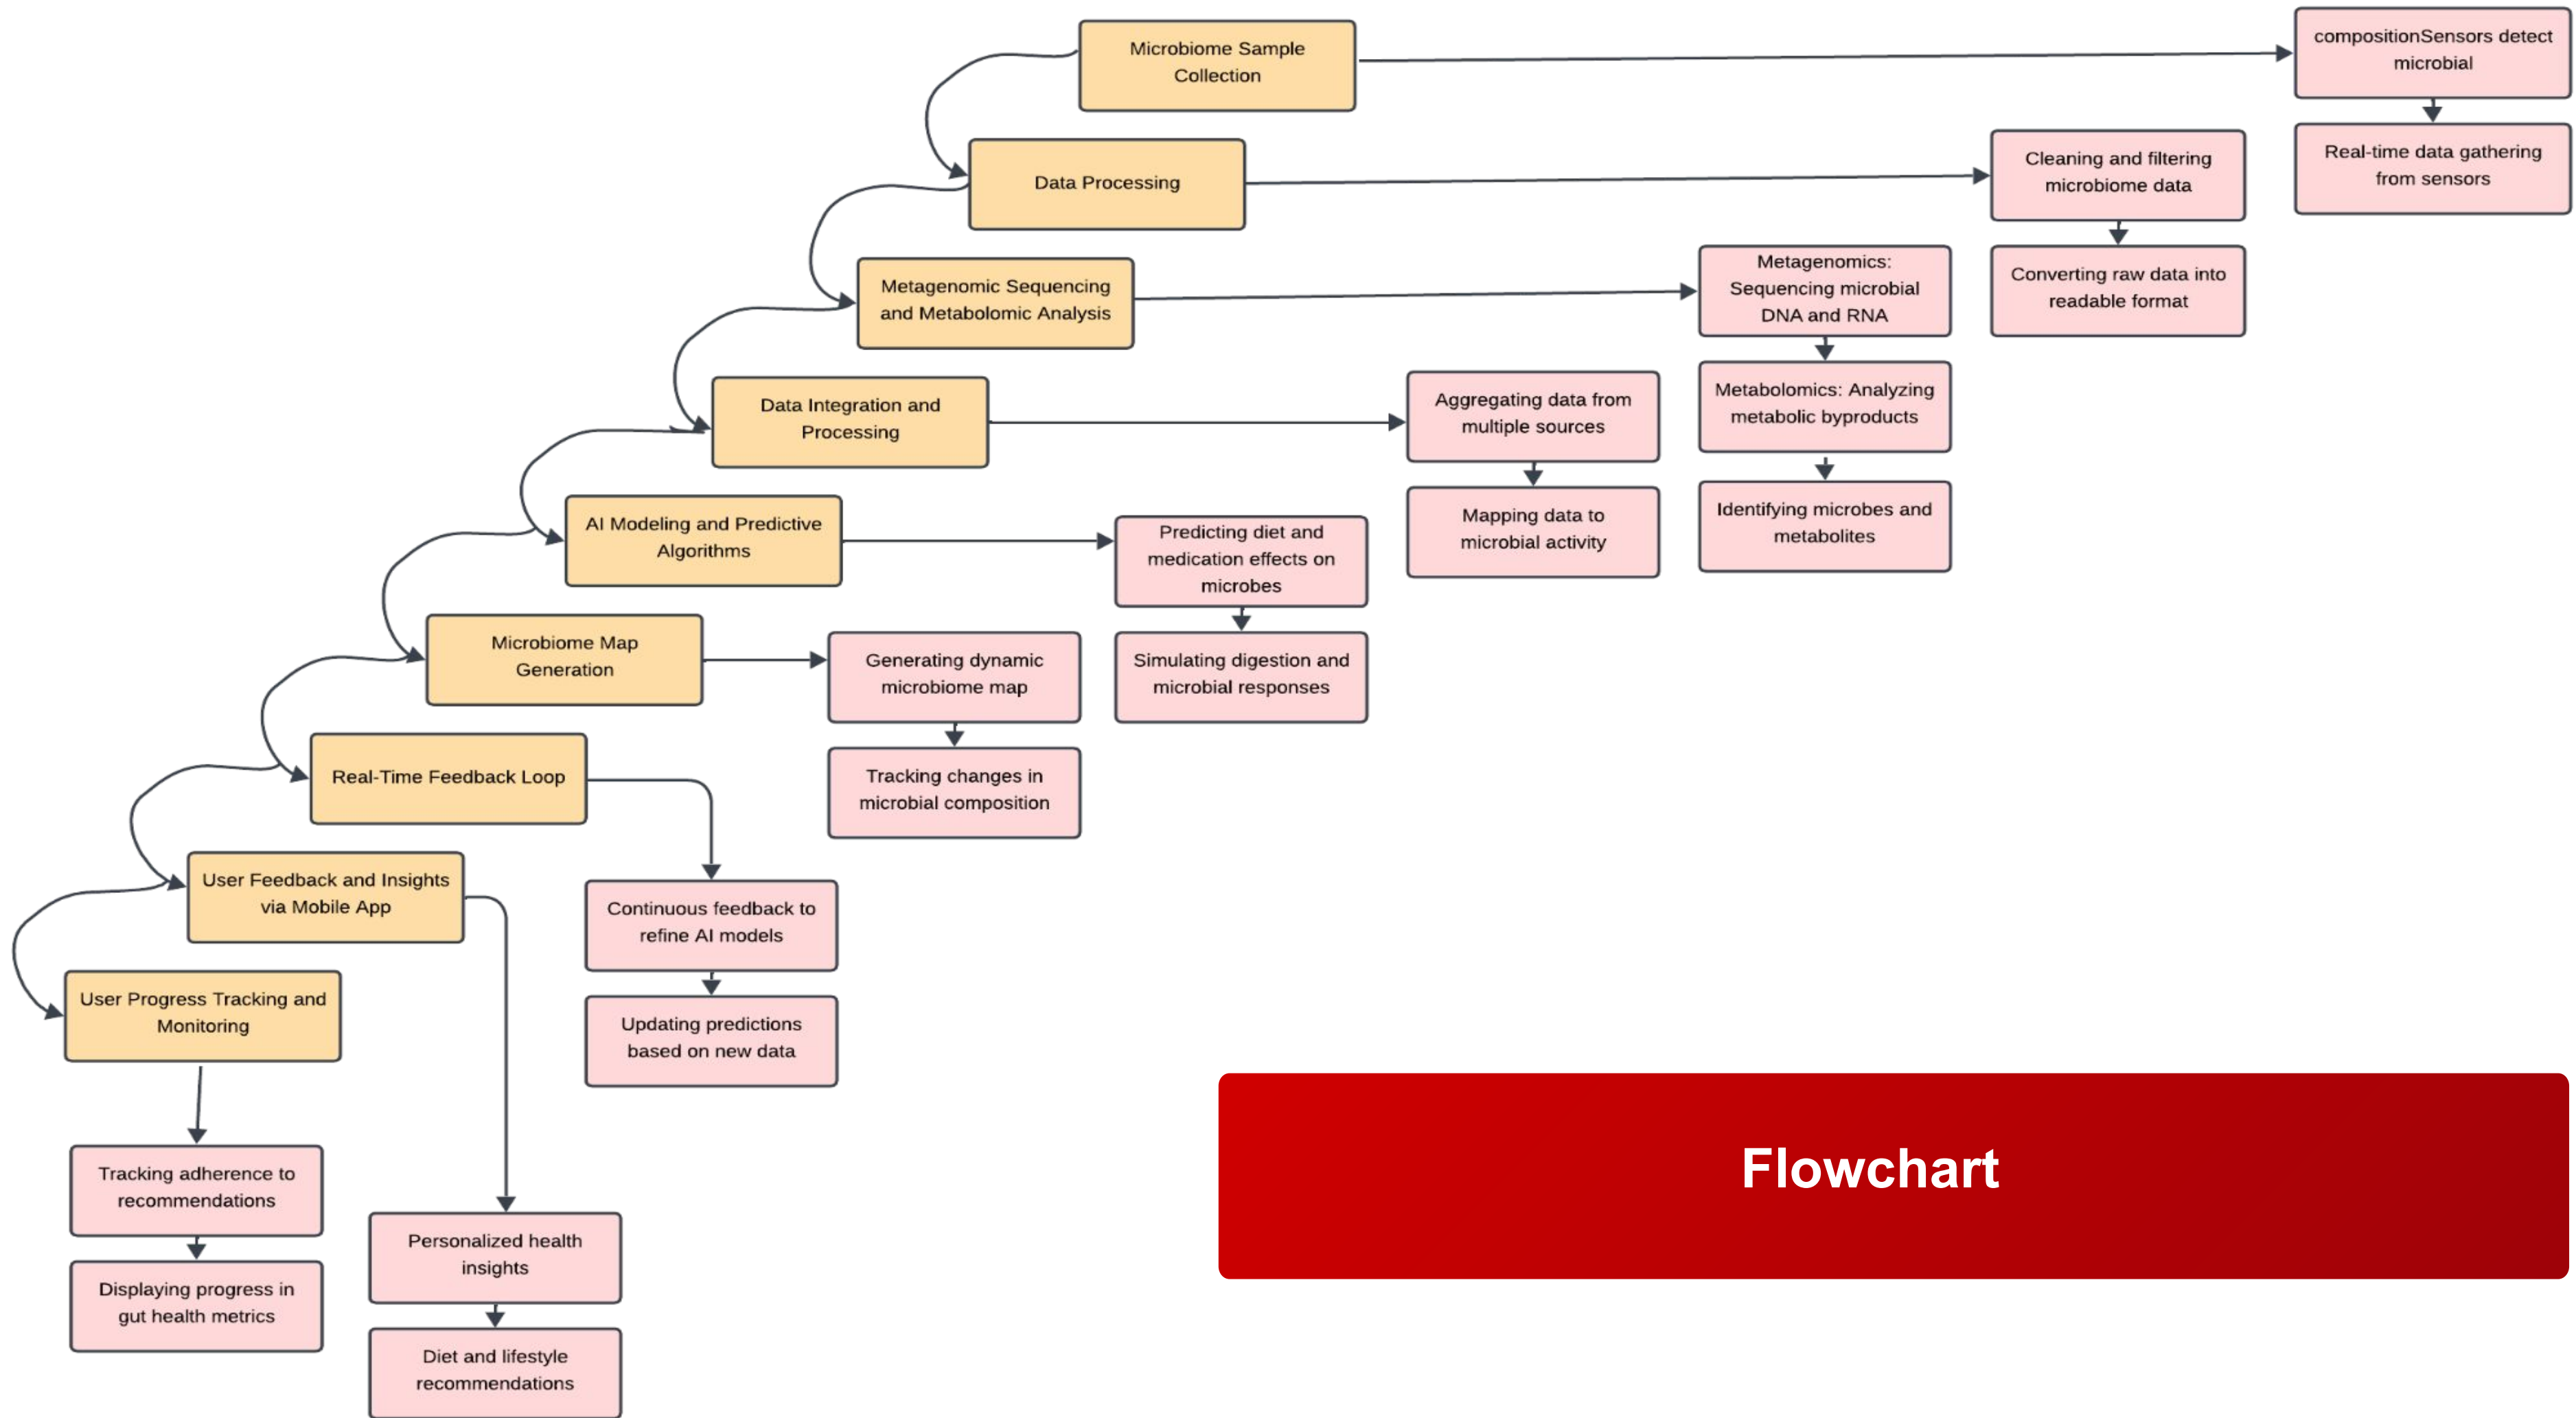 Microbiome Sample
Collection
compositionSensors detect
microbial
Real-time data gathering
from sensors
Data Processing
Cleaning and filtering
microbiome data
Converting raw data into
readable format
Metagenomic Sequencing
and Metabolomic Analysis
Metagenomics:
Sequencing microbial
DNA and RNA
Metabolomics: Analyzing
metabolic byproducts
Identifying microbes and
metabolites
Data Integration and
Processing
Aggregating data from
multiple sources
Mapping data to
microbial activity
AI Modeling and Predictive
Algorithms
Predicting diet and
medication effects on
microbes
Simulating digestion and
microbial responses
Microbiome Map
Generation
Generating dynamic
microbiome map
Tracking changes in
microbial composition
Real-Time Feedback Loop
Continuous feedback to
refine AI models
Updating predictions
based on new data
User Feedback and Insights
via Mobile App
Personalized health
insights
Diet and lifestyle
recommendations
User Progress Tracking and
Monitoring
Tracking adherence to
recommendations
Displaying progress in
gut health metrics
Flowchart